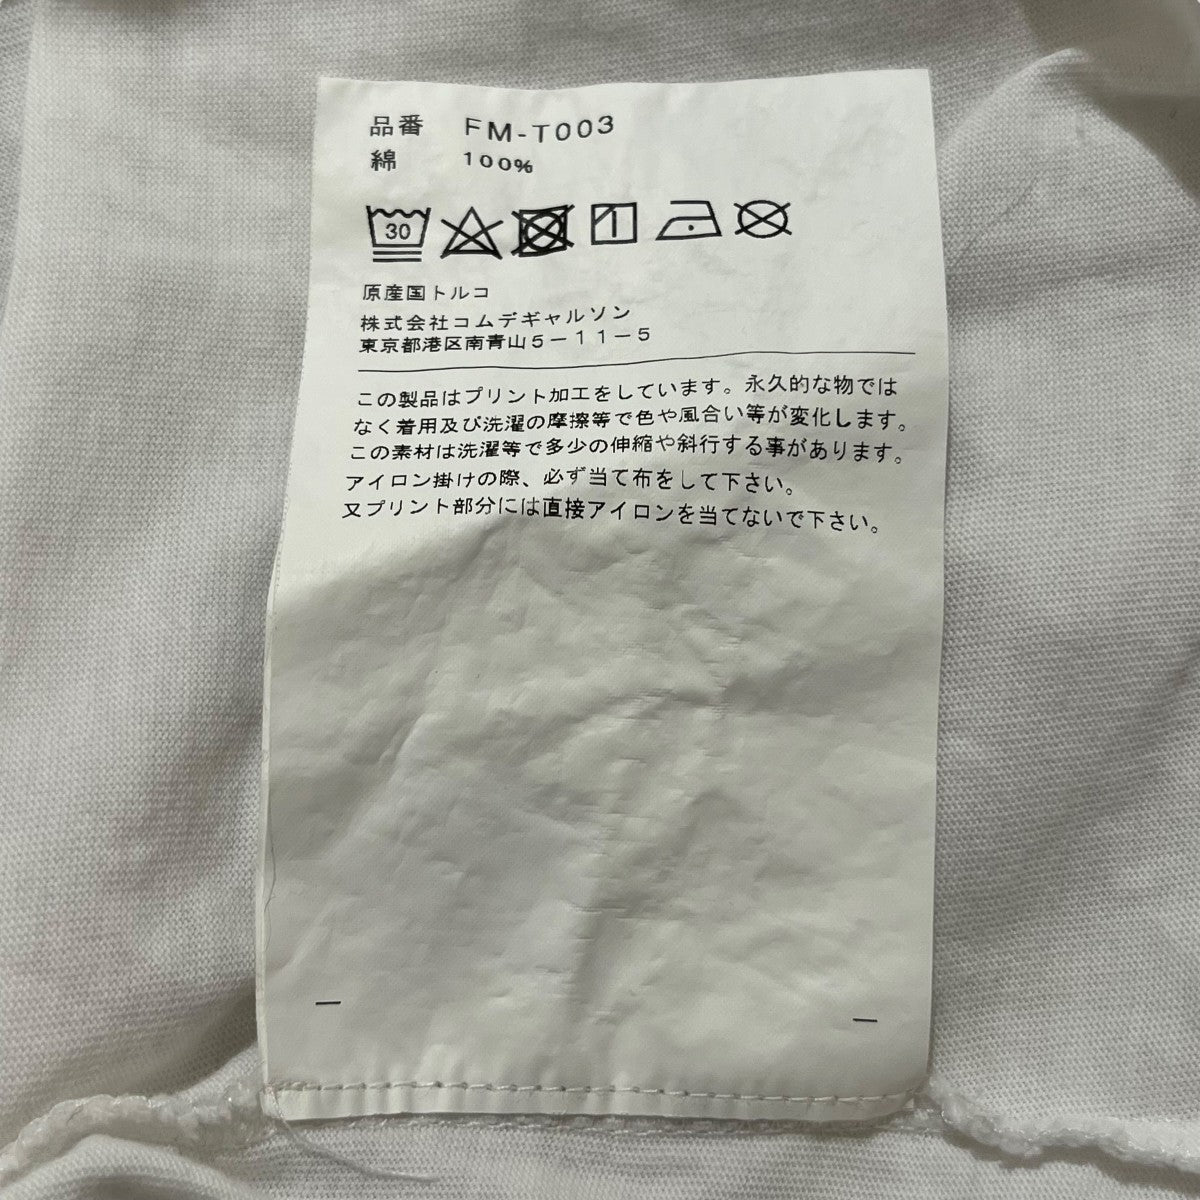 品番 FM-T003
綿 100%
30
原産国トルコ
株式会社コムデギャルソン
東京都港区南青山5-11-5
この製品はプリント加工をしています。永久的な物では
なく着用及び洗濯の摩擦等で色や風合い等が変化します。
この素材は洗濯等で多少の伸縮や斜行する事があります。
アイロン掛けの際、必ず当て布をして下さい。
又プリント部分には直接アイロンを当てないで下さい。